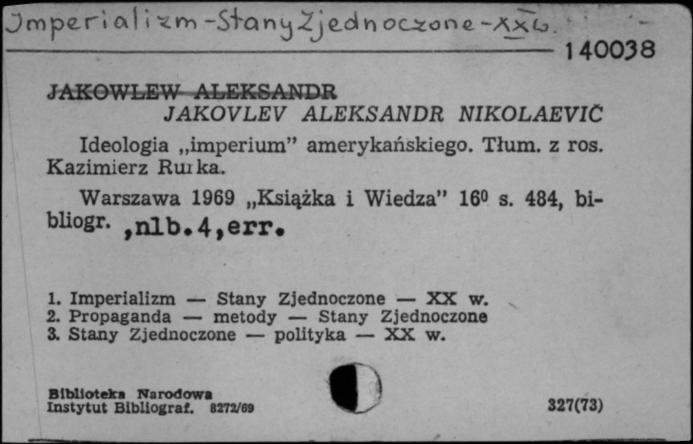 Imperializm - Stany Zjednoczone - XX w.
140038
JAKOWLEW ALEKSANDR
JAKOVLEV ALEKSANDR NIKOLAEVIČ
Ideologia „imperium” amerykańskiego. Tłum. z ros.
Kazimierz
Warszawa 1969 „Książka i Wiedza” 16⁰ s. 484, bi-
bliogr. ,nlb.4,err.
1. Imperializm — Stany Zjednoczone — XX w.
2. Propaganda — metody — Stany Zjednoczone
3. Stany Zjednoczone — polityka — XX w.
Biblioteka Narodowa
Instytut Bibliograf. 8272/69
327(73)